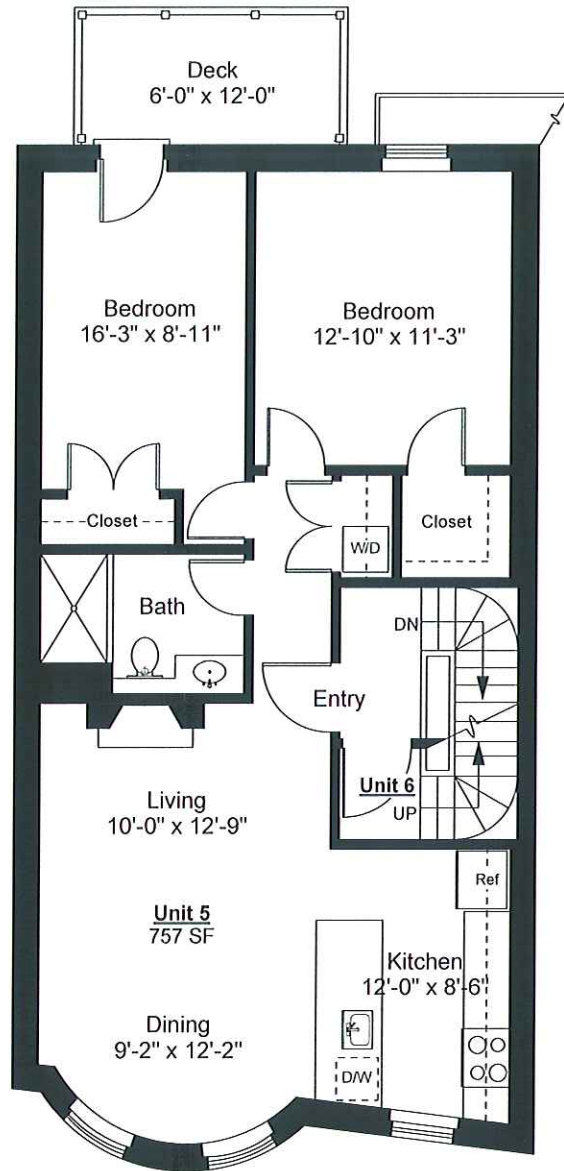 Deck
6'-0" x 12'-0"
Bedroom
16'-3" x 8'-11"
Bedroom
12'-10" x 11'-3"
Closet
W/D
Closet
Bath
DN
Entry
Unit 6
UP
Living
10'-0" x 12'-9"
Ref
Unit 5
757 SF
Kitchen
12'-0" x 8'-6"
Dining
9'-2" x 12'-2"
D/W